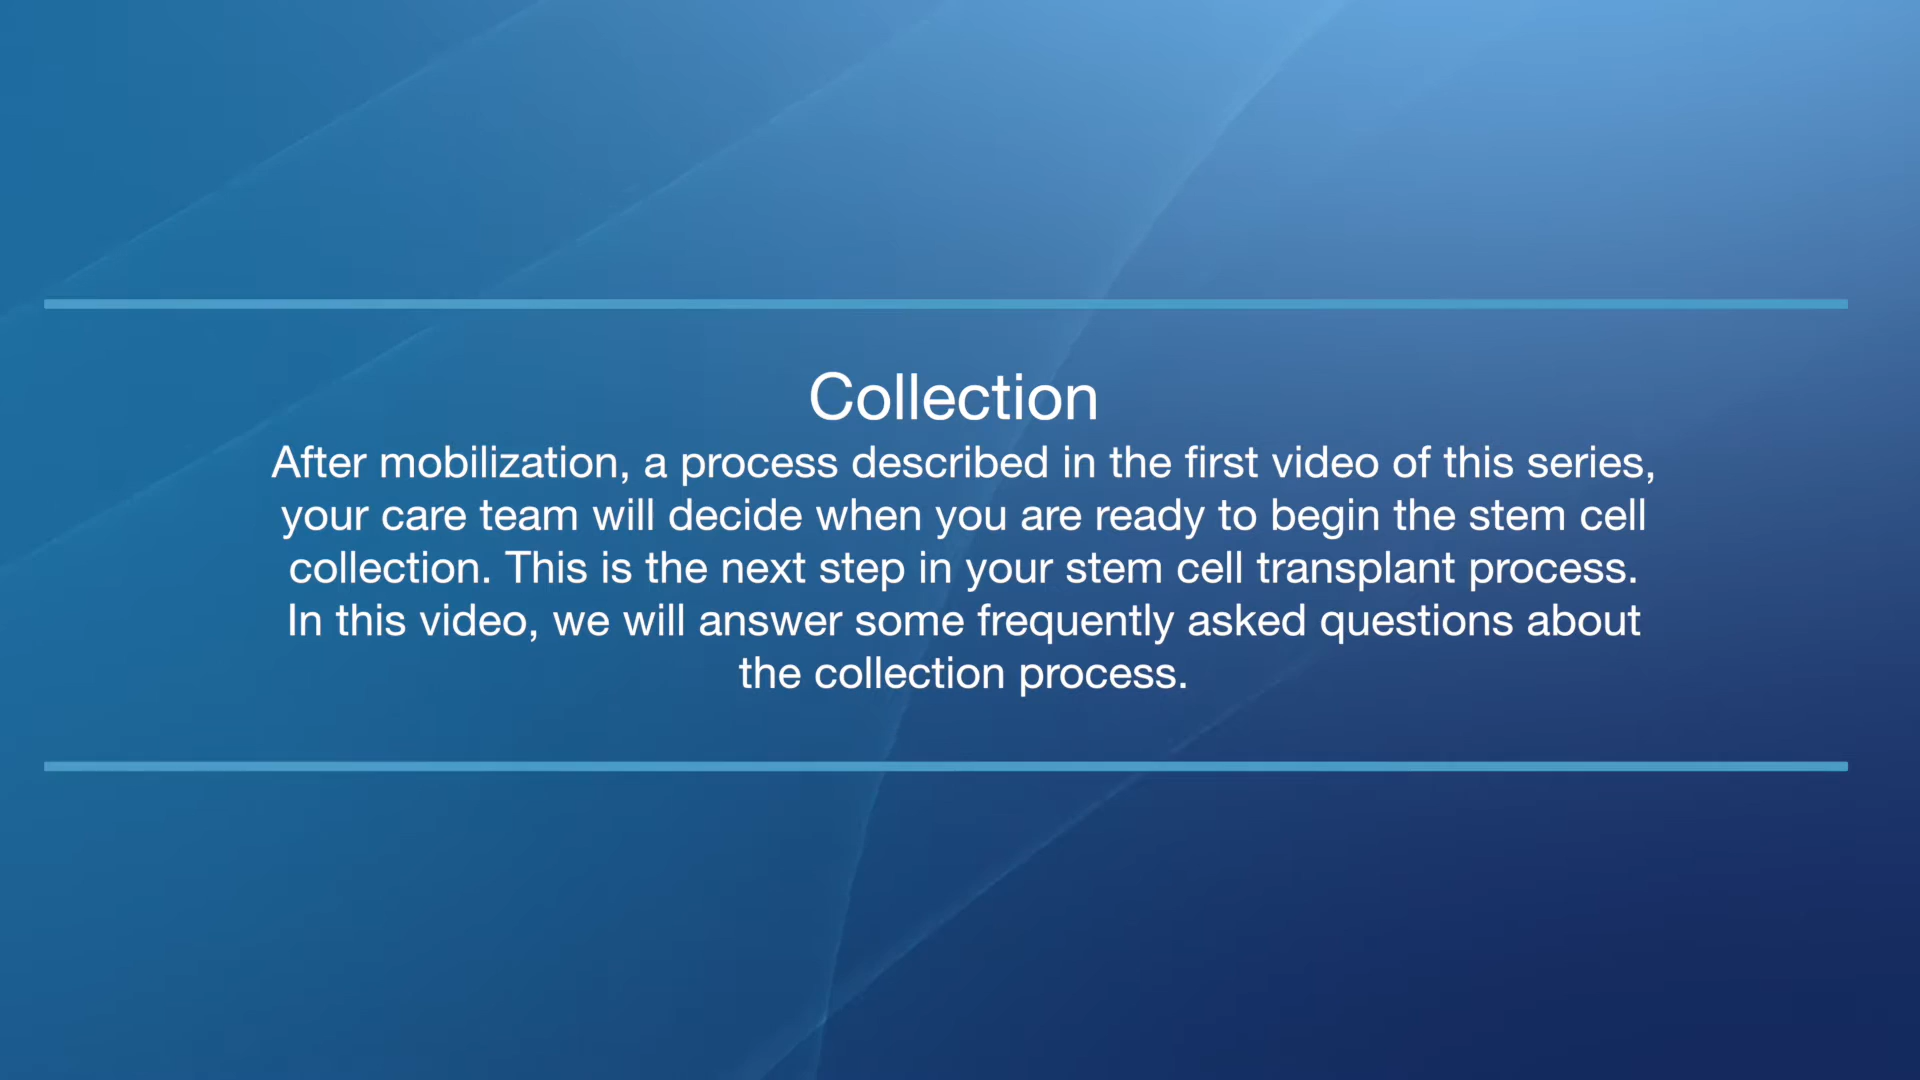 Collection
After mobilization, a process described in the first video of this series,
your care team will decide when you are ready to begin the stem cell
collection. This is the next step in your stem cell transplant process.
In this video, we will answer some frequently asked questions about
the collection process.